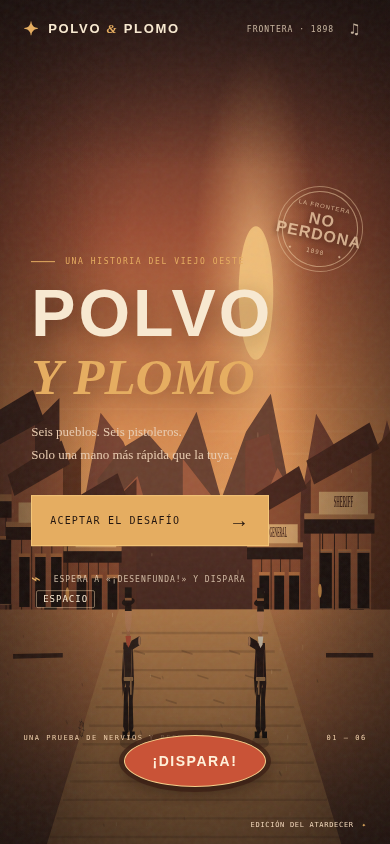 POLVO & PLOMO
FRONTERA · 1898
LA FRONTERA
NO
PERDONA
1898
UNA HISTORIA DEL VIEJO OESTE
POLVO
Y PLOMO
Seis pueblos. Seis pistoleros.
Solo una mano más rápida que la tuya.
SHERIFF
ACEPTAR EL DESAFÍO →
GENERAL
ESPERA A «¡DESENFUNDA!» Y DISPARA
ESPACIO
UNA PRUEBA DE NERVIOS
01 — 06
¡DISPARA!
EDICIÓN DEL ATARDECER